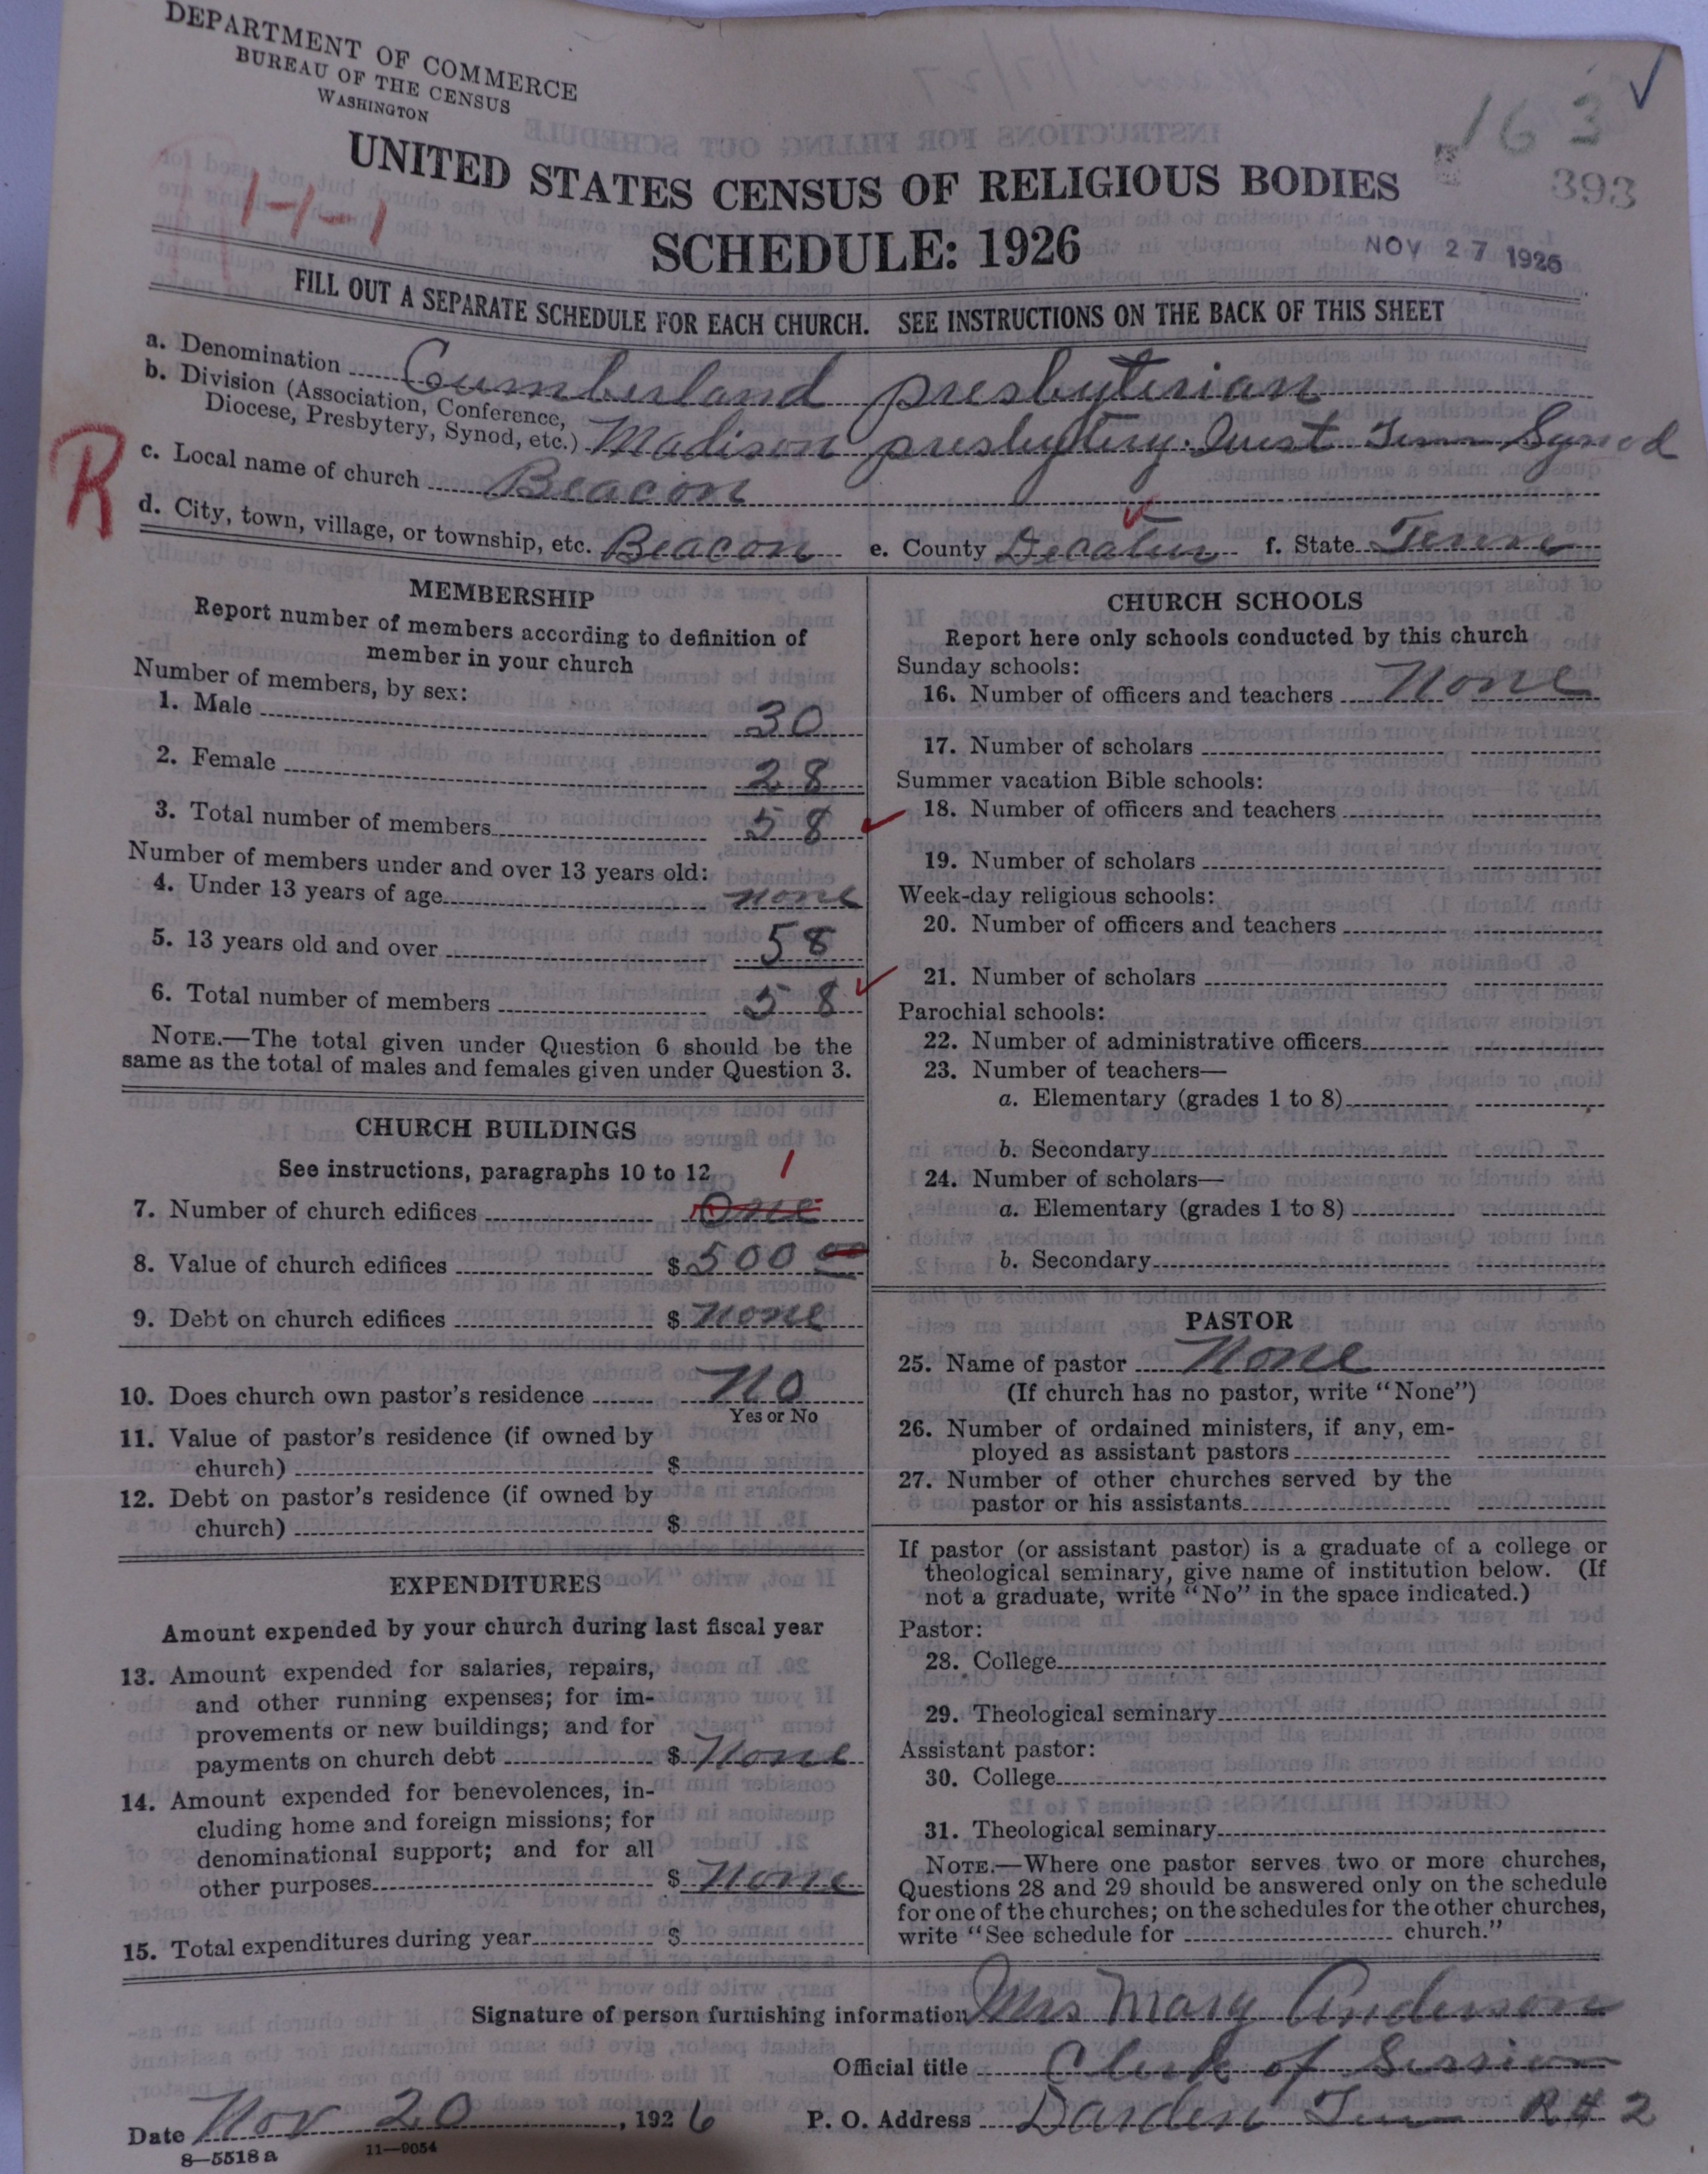 DEPARTMENT OF COMMERCE
BUREAU OF THE CENSUS
WASHINGTON
163
393
UNITED STATES CENSUS OF RELIGIOUS BODIES
1-1-1
SCHEDULE: 1926
NOV 27 1926
FILL OUT A SEPARATE SCHEDULE FOR EACH CHURCH. SEE INSTRUCTIONS ON THE BACK OF THIS SHEET
a. Denomination Cumberland presbyterian
b. Division (Association, Conference,
Diocese, Presbytery, Synod, etc.) Madison presbytery. West Tenn Synod
R
c. Local name of church Beacon
d. City, town, village, or township, etc. Beacon e. County Decatur f. State Tenn
MEMBERSHIP
Report number of members according to definition of
member in your church
Number of members, by sex:
1. Male 30
2. Female 28
3. Total number of members 58
Number of members under and over 13 years old:
4. Under 13 years of age none
5. 13 years old and over 58
6. Total number of members 58
NOTE.—The total given under Question 6 should be the
same as the total of males and females given under Question 3.
CHURCH BUILDINGS
See instructions, paragraphs 10 to 12
1
7. Number of church edifices One
8. Value of church edifices $ 500 00
9. Debt on church edifices $ none
10. Does church own pastor's residence No
Yes or No
11. Value of pastor's residence (if owned by
church) $
12. Debt on pastor's residence (if owned by
church) $
EXPENDITURES
Amount expended by your church during last fiscal year
13. Amount expended for salaries, repairs,
and other running expenses; for im-
provements or new buildings; and for
payments on church debt $ None
14. Amount expended for benevolences, in-
cluding home and foreign missions; for
denominational support; and for all
other purposes $ None
15. Total expenditures during year $
CHURCH SCHOOLS
Report here only schools conducted by this church
Sunday schools:
16. Number of officers and teachers None
17. Number of scholars
Summer vacation Bible schools:
18. Number of officers and teachers
19. Number of scholars
Week-day religious schools:
20. Number of officers and teachers
21. Number of scholars
Parochial schools:
22. Number of administrative officers
23. Number of teachers—
a. Elementary (grades 1 to 8)
b. Secondary
24. Number of scholars—
a. Elementary (grades 1 to 8)
b. Secondary
PASTOR
25. Name of pastor None
(If church has no pastor, write "None")
26. Number of ordained ministers, if any, em-
ployed as assistant pastors
27. Number of other churches served by the
pastor or his assistants
If pastor (or assistant pastor) is a graduate of a college or
theological seminary, give name of institution below. (If
not a graduate, write "No" in the space indicated.)
Pastor:
28. College
29. Theological seminary
Assistant pastor:
30. College
31. Theological seminary
NOTE.—Where one pastor serves two or more churches,
Questions 28 and 29 should be answered only on the schedule
for one of the churches; on the schedules for the other churches,
write "See schedule for church."
Signature of person furnishing information Mrs Mary Anderson
Official title Clerk of Session
Date Nov 20, 1926 P. O. Address Darden Tenn R# 2
8—5518a 11—9054